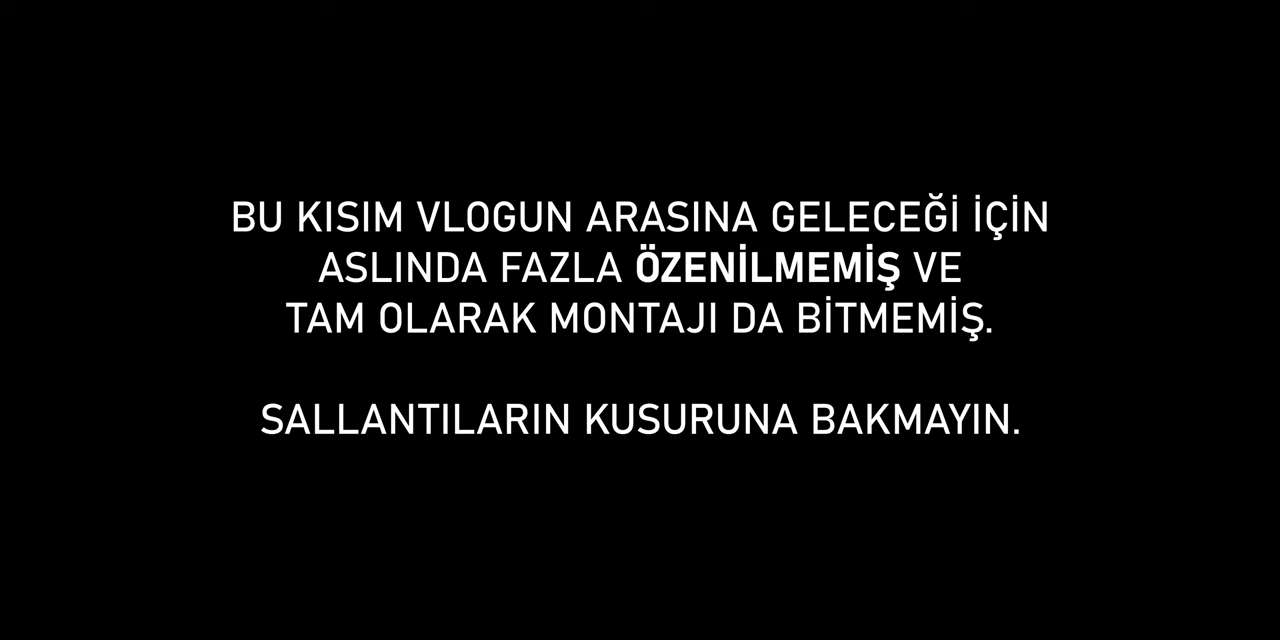 BU KISIM VLOGUN ARASINA GELECEĞİ İÇİN
ASLINDA FAZLA ÖZENİLMEMİŞ VE
TAM OLARAK MONTAJI DA BİTMEMİŞ.
SALLANTILARIN KUSURUNA BAKMAYIN.